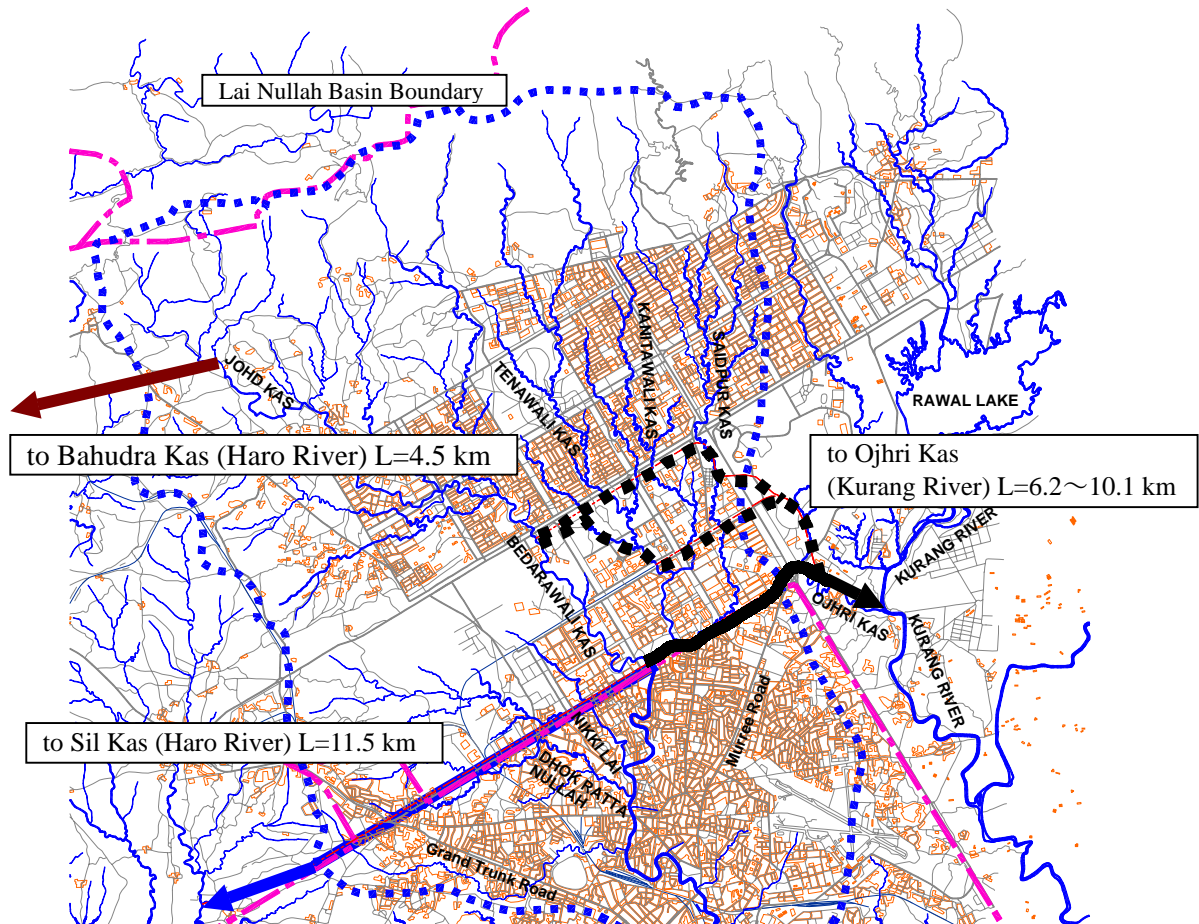 Lai Nullah Basin Boundary
JOHD KAS
TENAWALI KAS
KANITAWALI KAS
SAIDPUR KAS
RAWAL LAKE
to Bahudra Kas (Haro River) L=4.5 km
to Ojhri Kas
(Kurang River) L=6.2～10.1 km
BEDARAWALI KAS
KURANG RIVER
OJHRI KAS
KURANG RIVER
to Sil Kas (Haro River) L=11.5 km
NIKKI LAI
Murree Road
DHOK RATTA
NULLAH
Grand Trunk Road